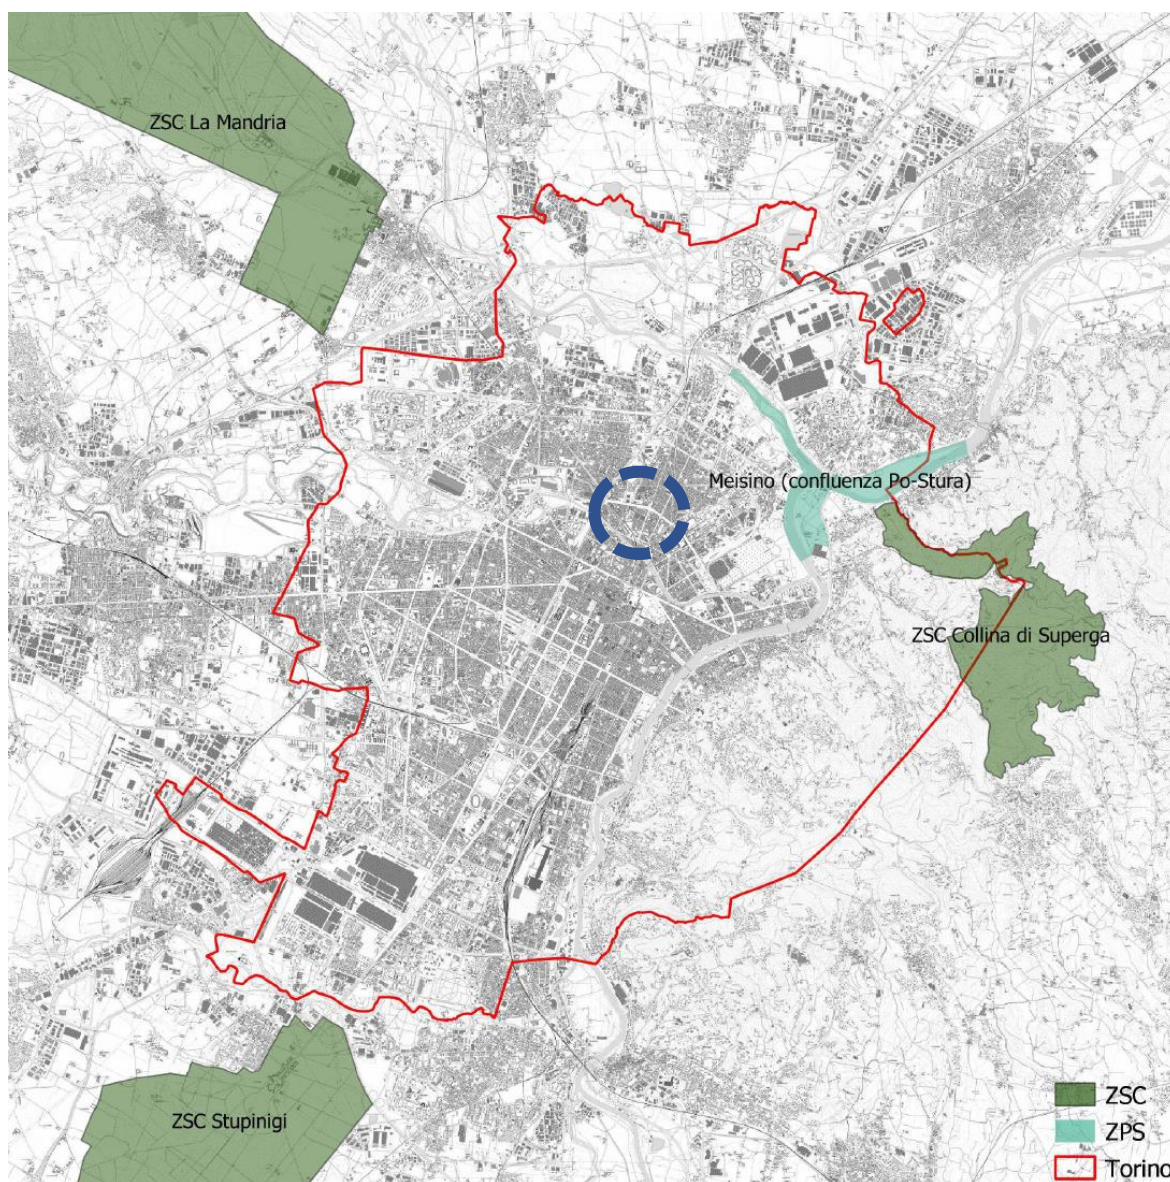 ZSC La Mandria
Meisino (confluenza Po-Stura)
ZSC Collina di Superga
ZSC Stupinigi
ZSC
ZPS
Torino